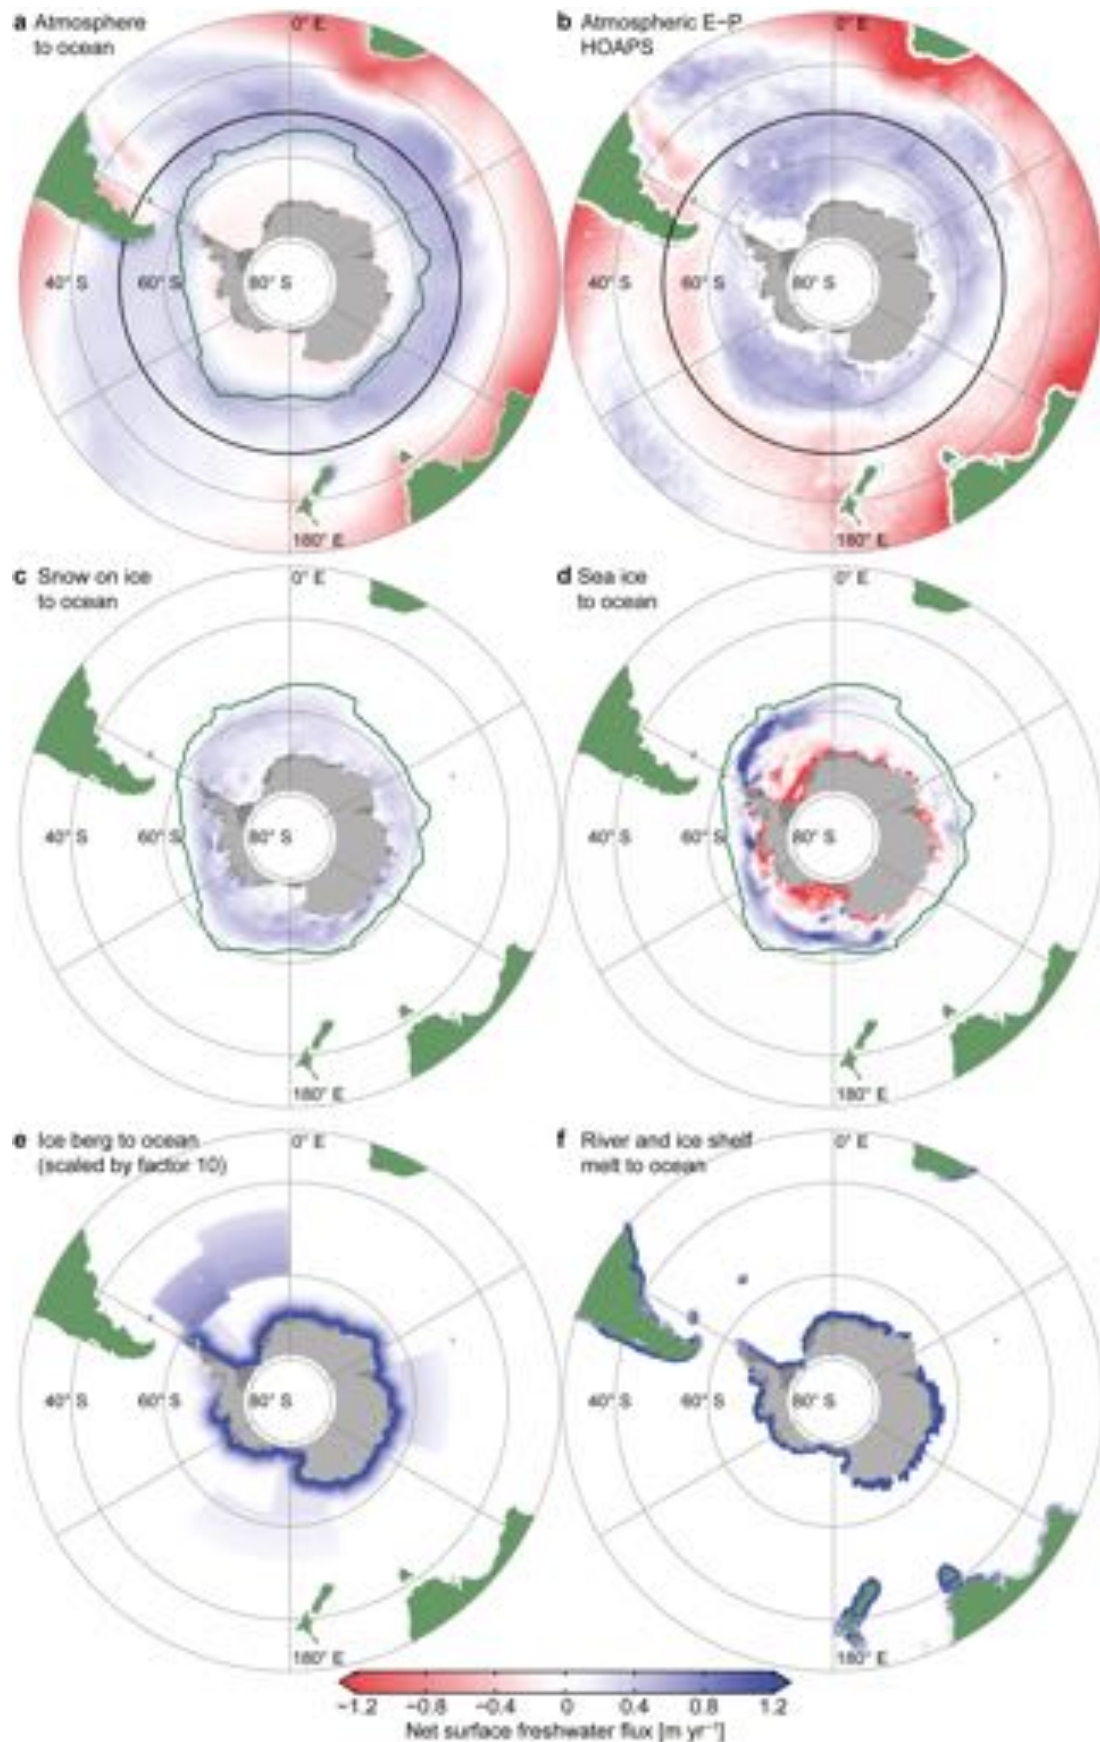 a Atmosphere
to ocean
0° E
40° S
60° S
80° S
180° E
b Atmospheric E−P
HOAPS
0° E
40° S
60° S
80° S
180° E
c Snow on ice
to ocean
0° E
40° S
60° S
80° S
180° E
d Sea ice
to ocean
0° E
40° S
60° S
80° S
180° E
e Ice berg to ocean
(scaled by factor 10)
0° E
40° S
60° S
80° S
180° E
f River and ice shelf
melt to ocean
0° E
40° S
60° S
80° S
180° E
−1.2 −0.8 −0.4 0 0.4 0.8 1.2
Net surface freshwater flux [m yr⁻¹]